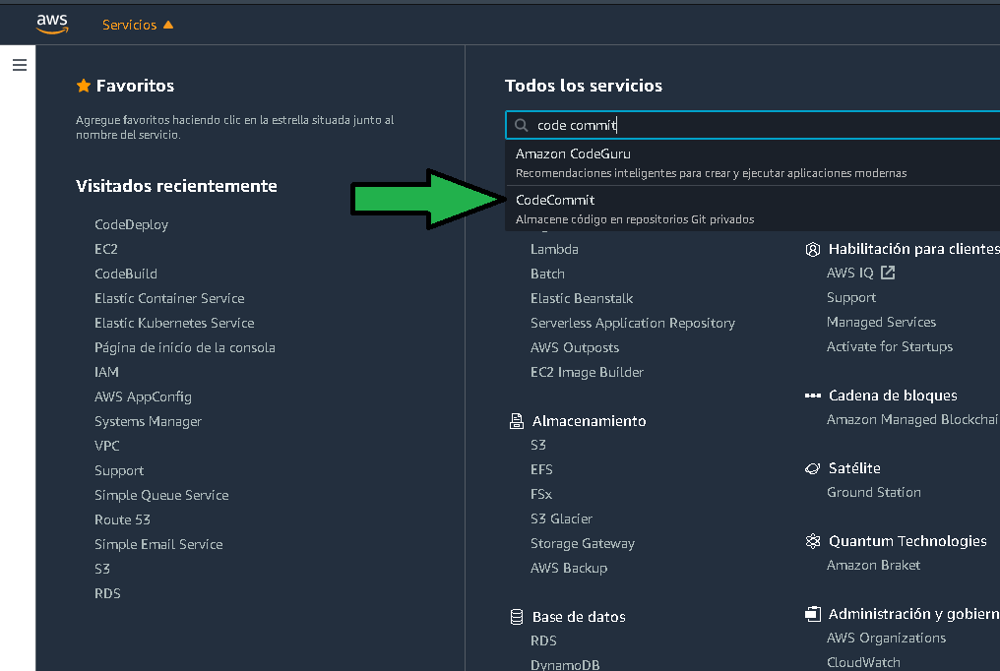 aws
Servicios
Favoritos
Agregue favoritos haciendo clic en la estrella situada junto al
nombre del servicio.
Visitados recientemente
CodeDeploy
EC2
CodeBuild
Elastic Container Service
Elastic Kubernetes Service
Página de inicio de la consola
IAM
AWS AppConfig
Systems Manager
VPC
Support
Simple Queue Service
Route 53
Simple Email Service
S3
RDS
Todos los servicios
code commit
Amazon CodeGuru
Recomendaciones inteligentes para crear y ejecutar aplicaciones modernas
CodeCommit
Almacene código en repositorios Git privados
Lambda
Batch
Elastic Beanstalk
Serverless Application Repository
AWS Outposts
EC2 Image Builder
Almacenamiento
S3
EFS
FSx
S3 Glacier
Storage Gateway
AWS Backup
Base de datos
RDS
DynamoDB
Habilitación para clientes
AWS IQ
Support
Managed Services
Activate for Startups
Cadena de bloques
Amazon Managed Blockchai
Satélite
Ground Station
Quantum Technologies
Amazon Braket
Administración y gobiern
AWS Organizations
CloudWatch